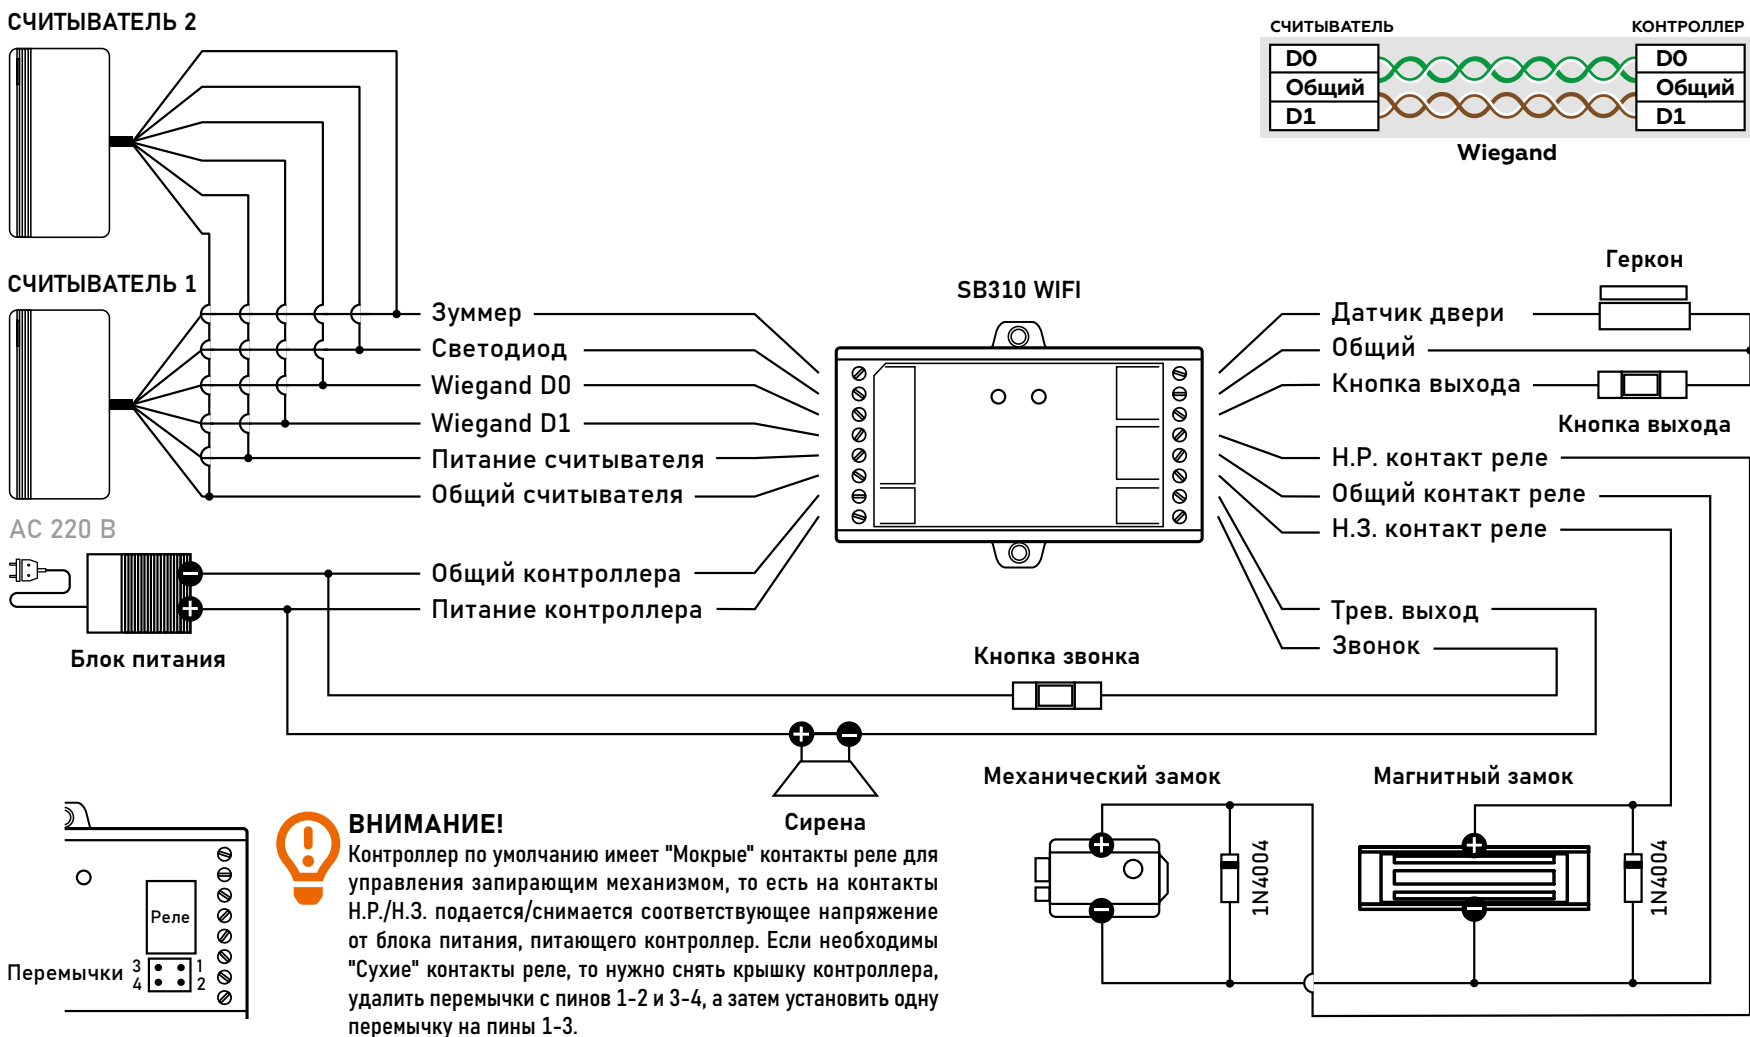 СЧИТЫВАТЕЛЬ 2
СЧИТЫВАТЕЛЬ
КОНТРОЛЛЕР
D0
Общий
D1
D0
Общий
D1
Wiegand
СЧИТЫВАТЕЛЬ 1
Зуммер
Светодиод
Wiegand D0
Wiegand D1
Питание считывателя
Общий считывателя
SB310 WIFI
Геркон
Датчик двери
Общий
Кнопка выхода
Кнопка выхода
Н.Р. контакт реле
Общий контакт реле
Н.З. контакт реле
AC 220 В
Общий контроллера
Питание контроллера
Блок питания
Трев. выход
Звонок
Кнопка звонка
Сирена
Механический замок
Магнитный замок
1N4004
1N4004
Реле
Перемычки
3
4
1
2
ВНИМАНИЕ!
Контроллер по умолчанию имеет "Мокрые" контакты реле для
управления запирающим механизмом, то есть на контакты
Н.Р./Н.З. подается/снимается соответствующее напряжение
от блока питания, питающего контроллер. Если необходимы
"Сухие" контакты реле, то нужно снять крышку контроллера,
удалить перемычки с пинов 1-2 и 3-4, а затем установить одну
перемычку на пины 1-3.